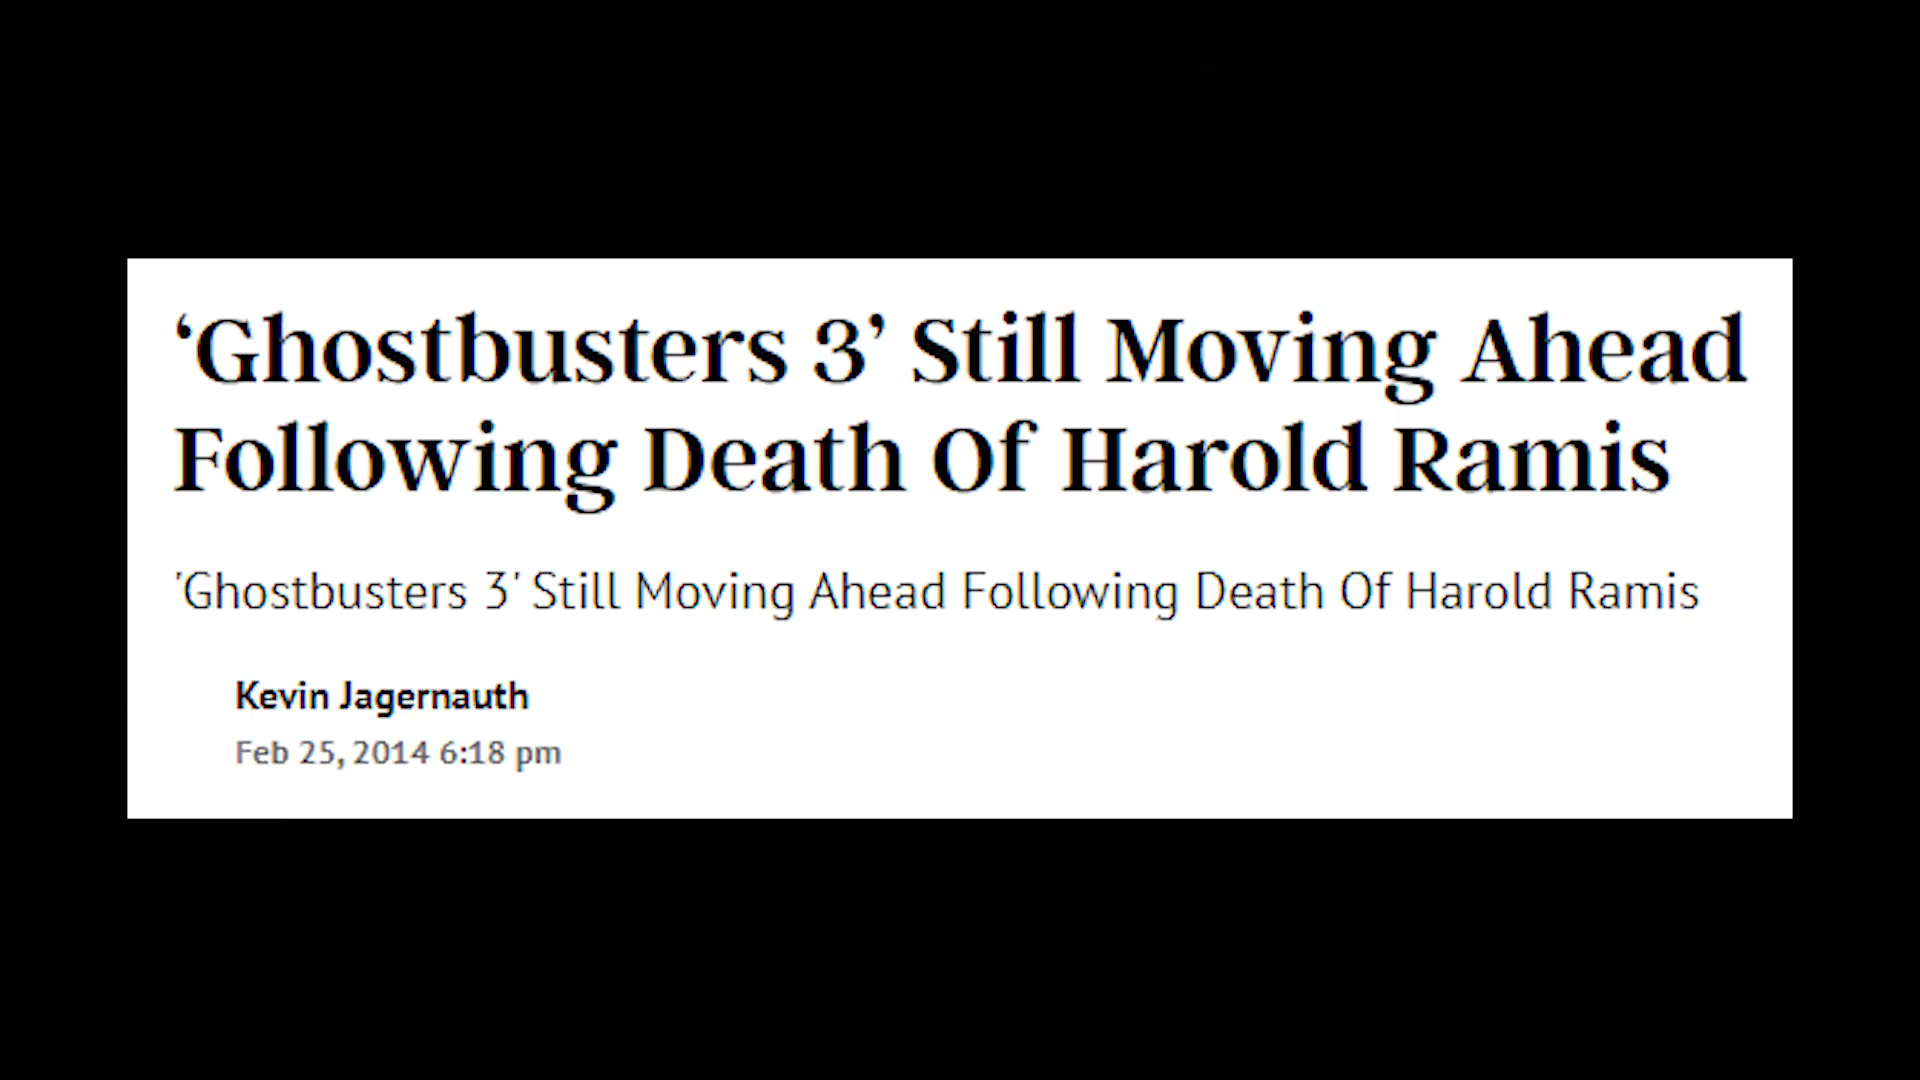 ‘Ghostbusters 3’ Still Moving Ahead
Following Death Of Harold Ramis
'Ghostbusters 3' Still Moving Ahead Following Death Of Harold Ramis
Kevin Jagernauth
Feb 25, 2014 6:18 pm